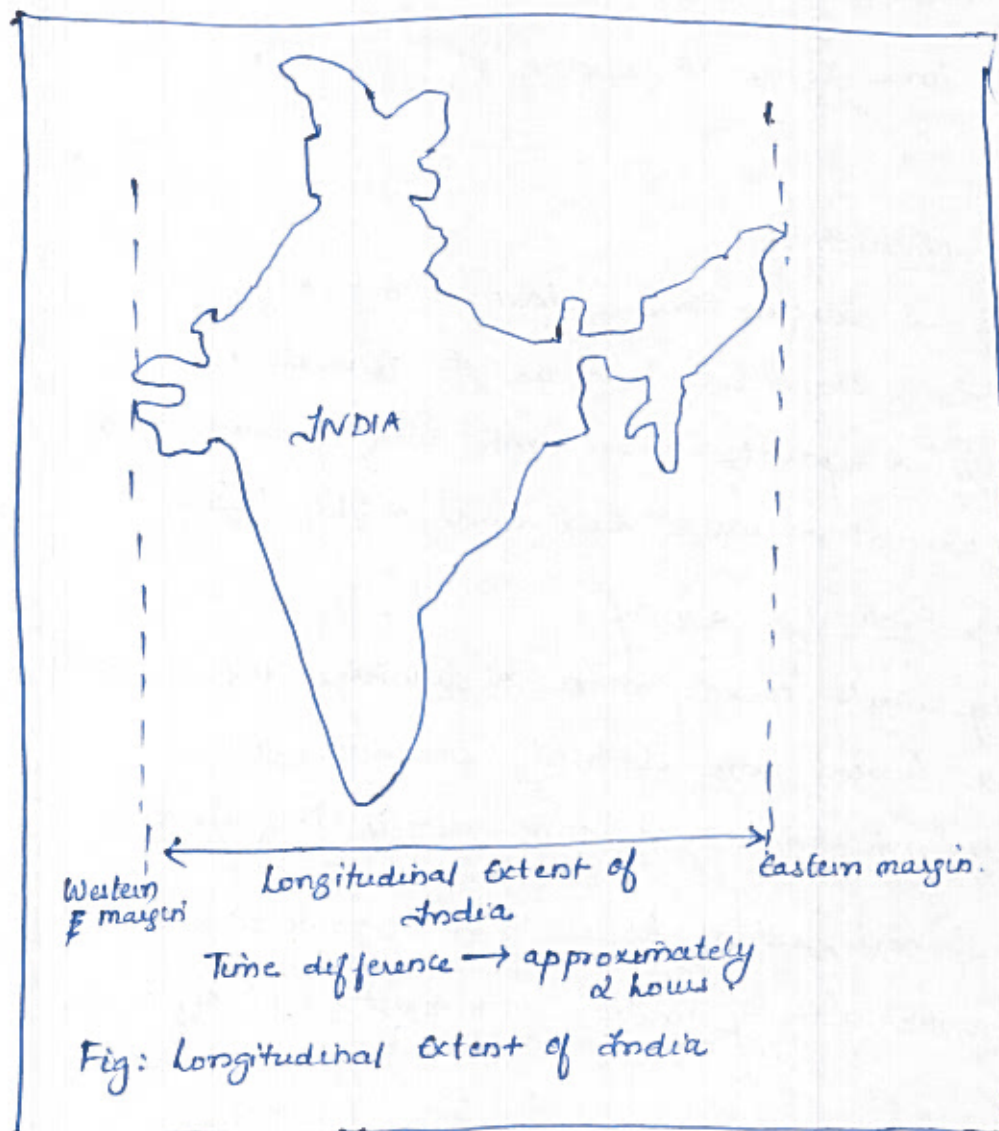 INDIA
Longitudinal Extent of
India
Western
margin
Eastern margin.
Time difference → approximately
2 hours
Fig: Longitudinal Extent of India